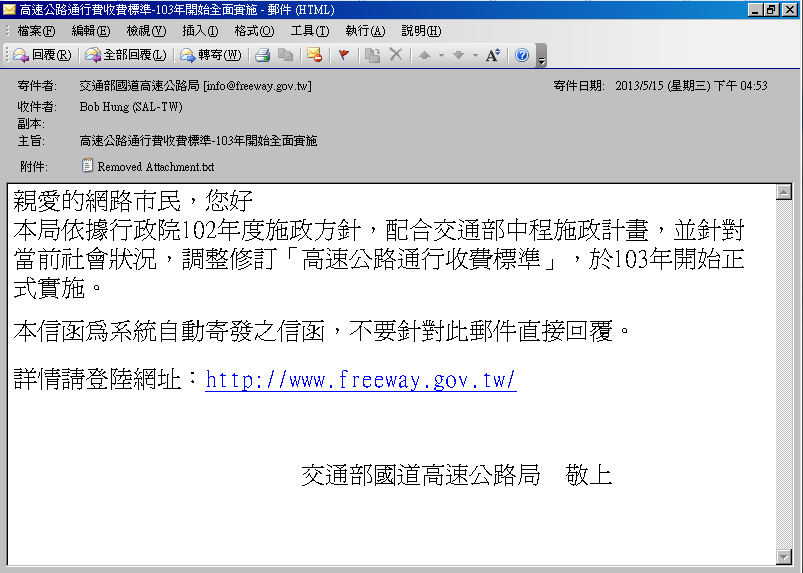 高速公路通行費收費標準-103年開始全面實施 - 郵件 (HTML)
檔案(F) 編輯(E) 檢視(V) 插入(I) 格式(O) 工具(T) 執行(A) 說明(H)
回覆(R) 全部回覆(L) 轉寄(W)
寄件者: 交通部國道高速公路局 [info@freeway.gov.tw] 寄件日期: 2013/5/15 (星期三) 下午 04:53
收件者: Bob Hung (SAL-TW)
副本:
主旨: 高速公路通行費收費標準-103年開始全面實施
附件: Removed Attachment.txt
親愛的網路市民，您好
本局依據行政院102年度施政方針，配合交通部中程施政計畫，並針對
當前社會狀況，調整修訂「高速公路通行收費標準」，於103年開始正
式實施。
本信函為系統自動寄發之信函，不要針對此郵件直接回覆。
詳情請登陸網址：http://www.freeway.gov.tw/
交通部國道高速公路局 敬上